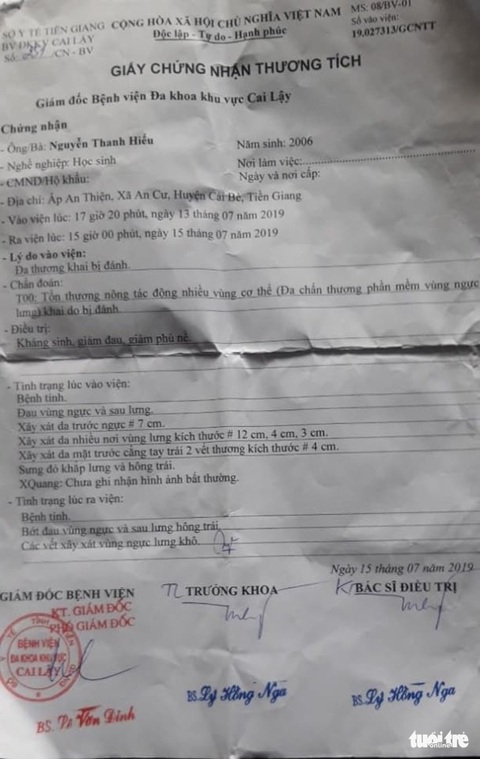 SỞ Y TẾ TIỀN GIANG CỘNG HÒA XÃ HỘI CHỦ NGHĨA VIỆT NAM MS: 08/BV-01
BV ĐKKV CAI LẬY Độc lập - Tự do - Hạnh phúc Số vào viện:
Số: /CN - BV 19.027313/GCNTT
GIẤY CHỨNG NHẬN THƯƠNG TÍCH
Giám đốc Bệnh viện Đa khoa khu vực Cai Lậy
Chứng nhận
- Ông/Bà: Nguyễn Thanh Hiếu Năm sinh: 2006
- Nghề nghiệp: Học sinh Nơi làm việc:
- CMND/Hộ khẩu: Ngày và nơi cấp:
- Địa chỉ: Ấp An Thiện, Xã An Cư, Huyện Cái Bè, Tiền Giang
- Vào viện lúc: 17 giờ 20 phút, ngày 13 tháng 07 năm 2019
- Ra viện lúc: 15 giờ 00 phút, ngày 15 tháng 07 năm 2019
- Lý do vào viện:
Đa thương khai bị đánh.
- Chẩn đoán:
T00: Tổn thương nông tác động nhiều vùng cơ thể (Đa chấn thương phần mềm vùng ngực
lưng) khai do bị đánh
- Điều trị:
Kháng sinh, giảm đau, giảm phù nề.
- Tình trạng lúc vào viện:
Bệnh tỉnh.
Đau vùng ngực và sau lưng.
Xây xát da trước ngực # 7 cm.
Xây xát da nhiều nơi vùng lưng kích thước # 12 cm, 4 cm, 3 cm.
Xây xát da mặt trước cẳng tay trái 2 vết thương kích thước # 4 cm.
Sưng đỏ khắp lưng và hông trái.
XQuang: Chưa ghi nhận hình ảnh bất thường.
- Tình trạng lúc ra viện:
Bệnh tỉnh.
Bớt đau vùng ngực và sau lưng hông trái.
Các vết xây xát vùng ngực lưng khô.
Ngày 15 tháng 07 năm 2019
GIÁM ĐỐC BỆNH VIỆN TL TRƯỞNG KHOA BÁC SĨ ĐIỀU TRỊ
KT. GIÁM ĐỐC
PHÓ GIÁM ĐỐC
BỆNH VIỆN
ĐA KHOA KHU VỰC
CAI LẬY
BS. Lý Hồng Nga BS. Lý Hồng Nga
BS. Văn Đính
tuổi trẻ
online